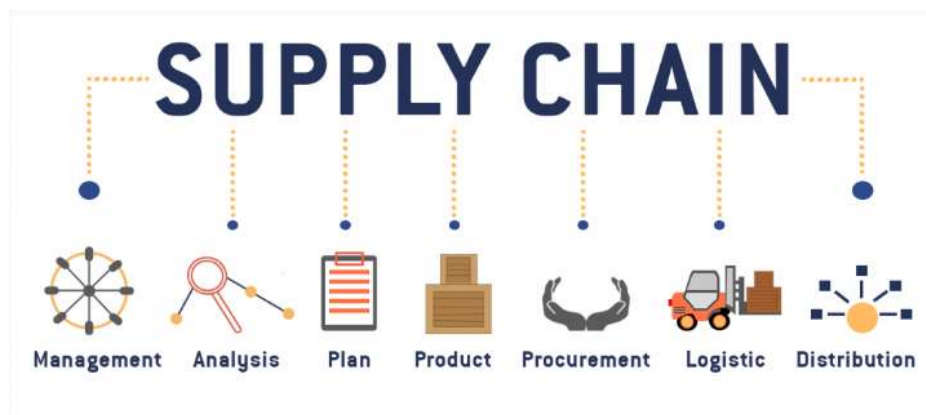 SUPPLY CHAIN
Management Analysis Plan Product Procurement Logistic Distribution